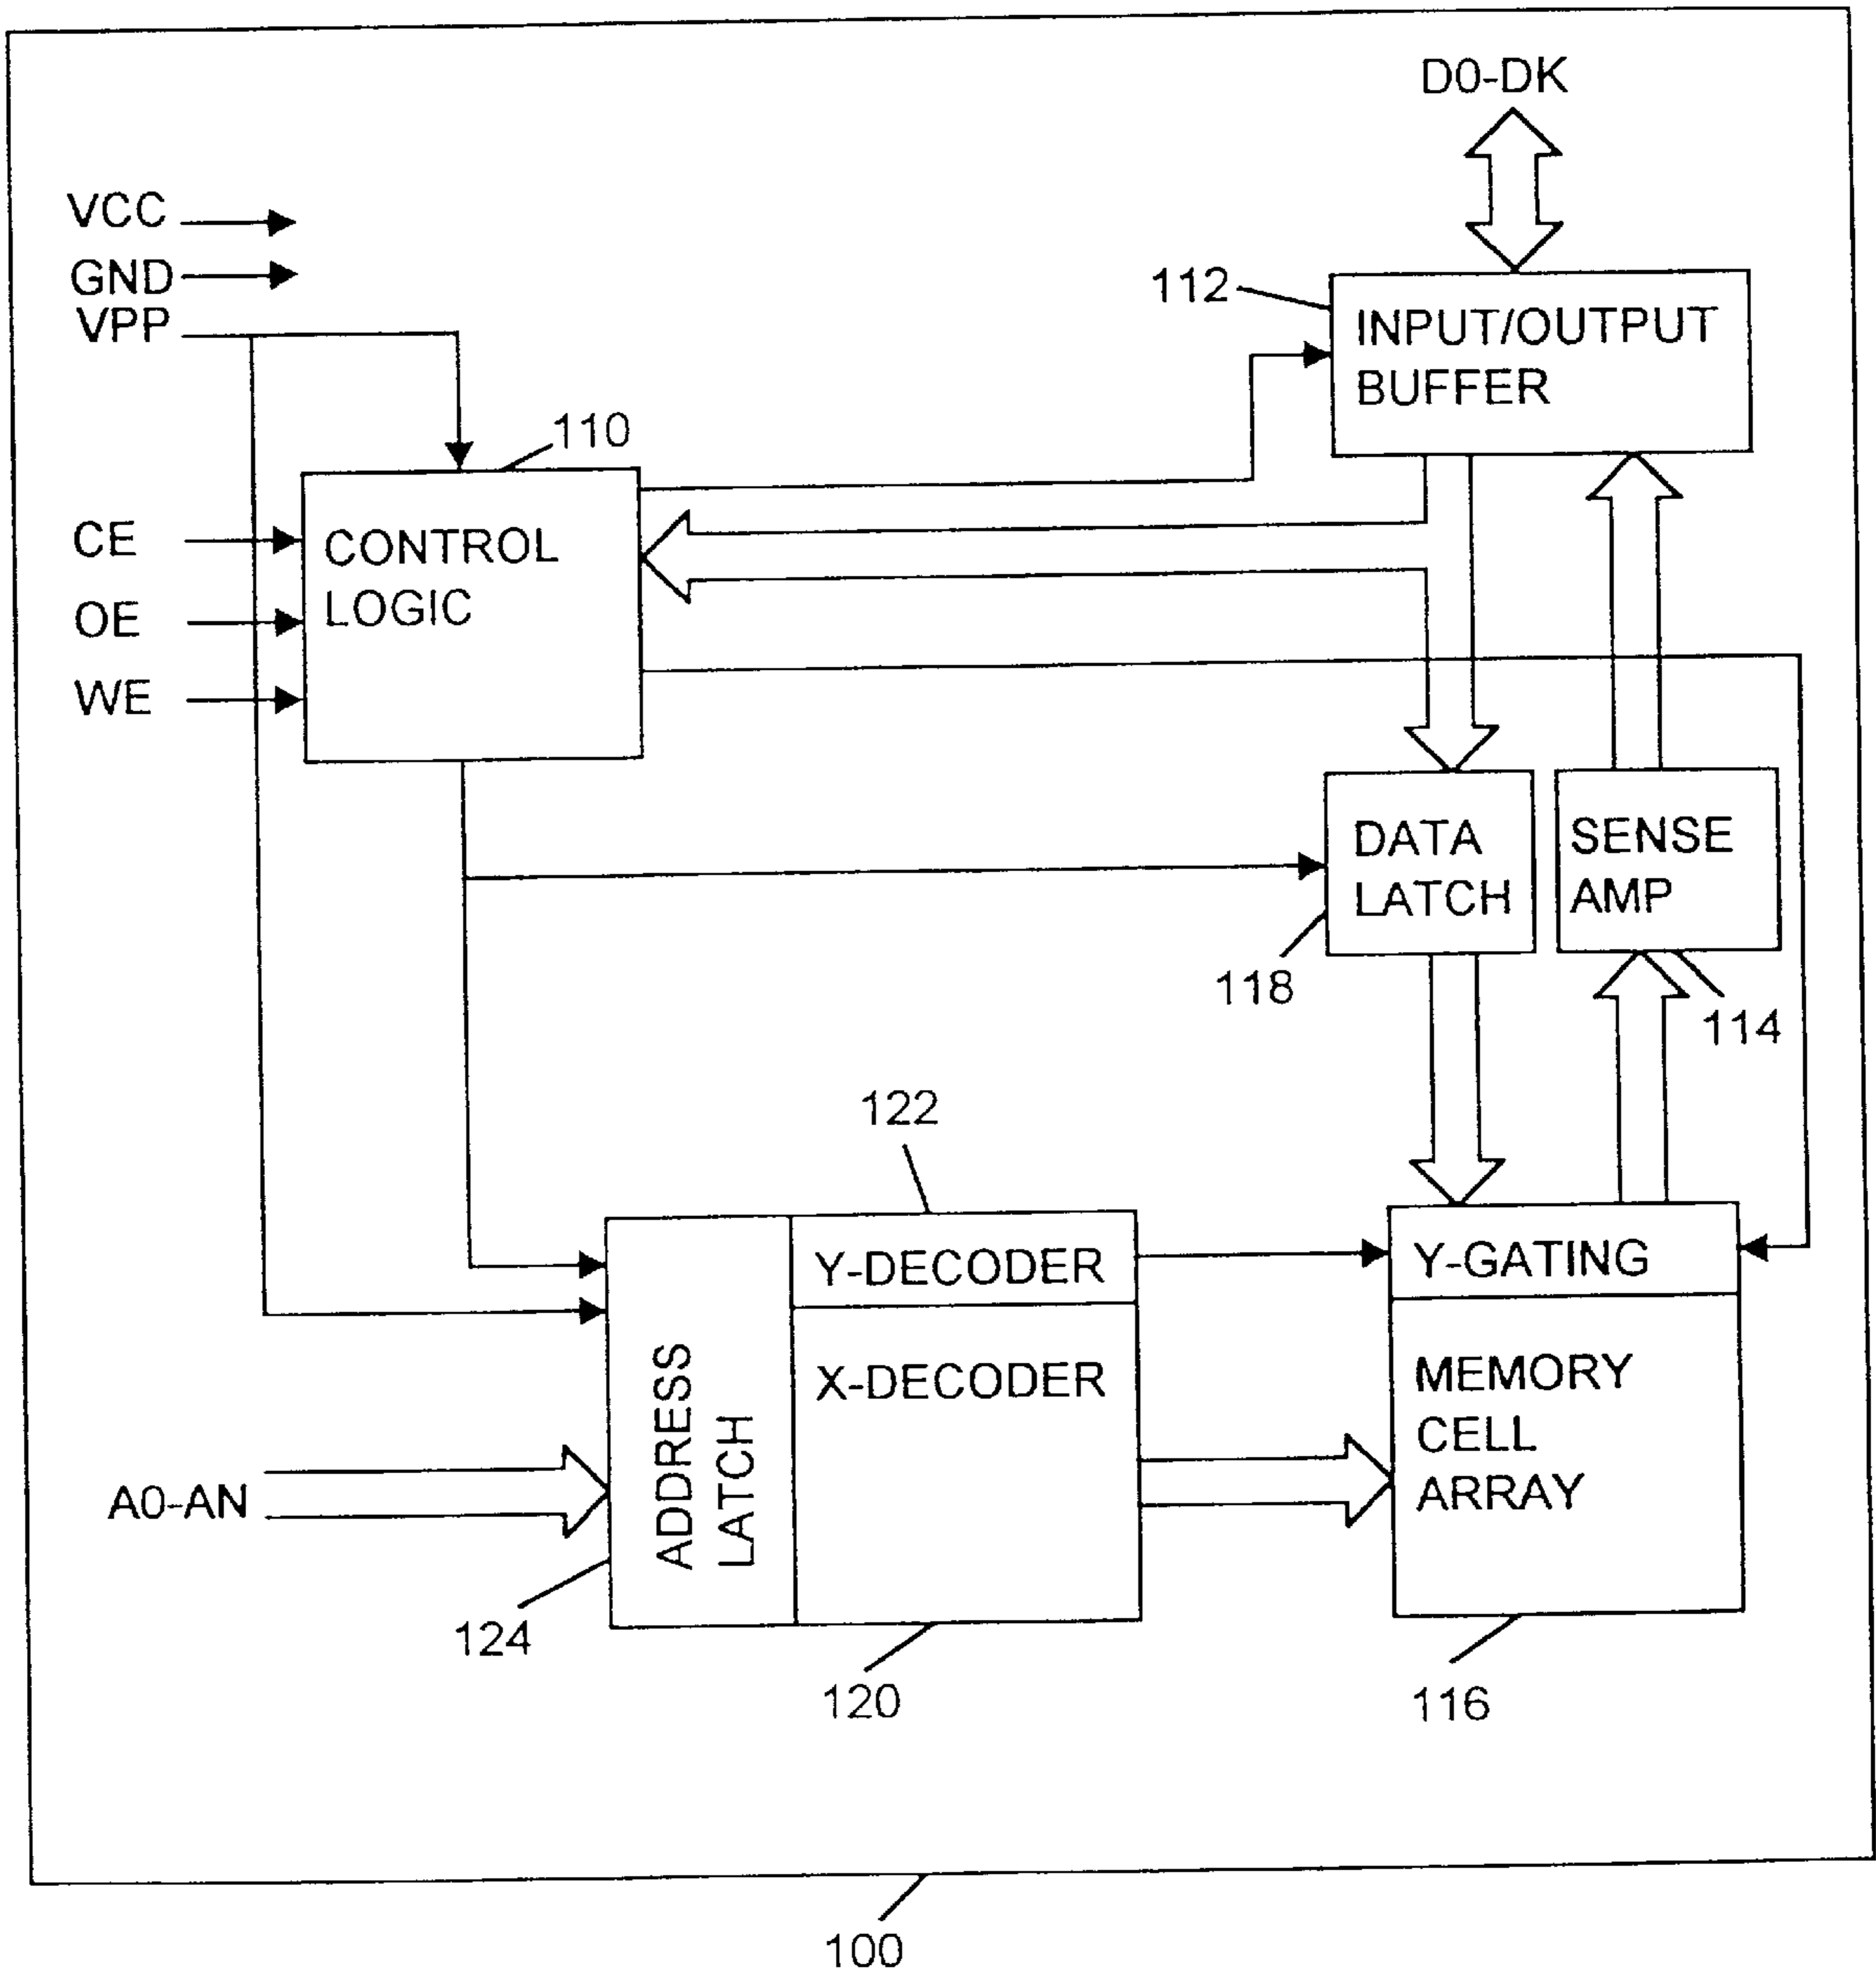 D0-DK
VCC
GND
VPP
112
INPUT/OUTPUT
BUFFER
110
CE
OE
WE
CONTROL
LOGIC
DATA
LATCH
SENSE
AMP
118
114
122
Y-DECODER
Y-GATING
X-DECODER
ADDRESS
LATCH
MEMORY
CELL
ARRAY
A0-AN
124
120
116
100